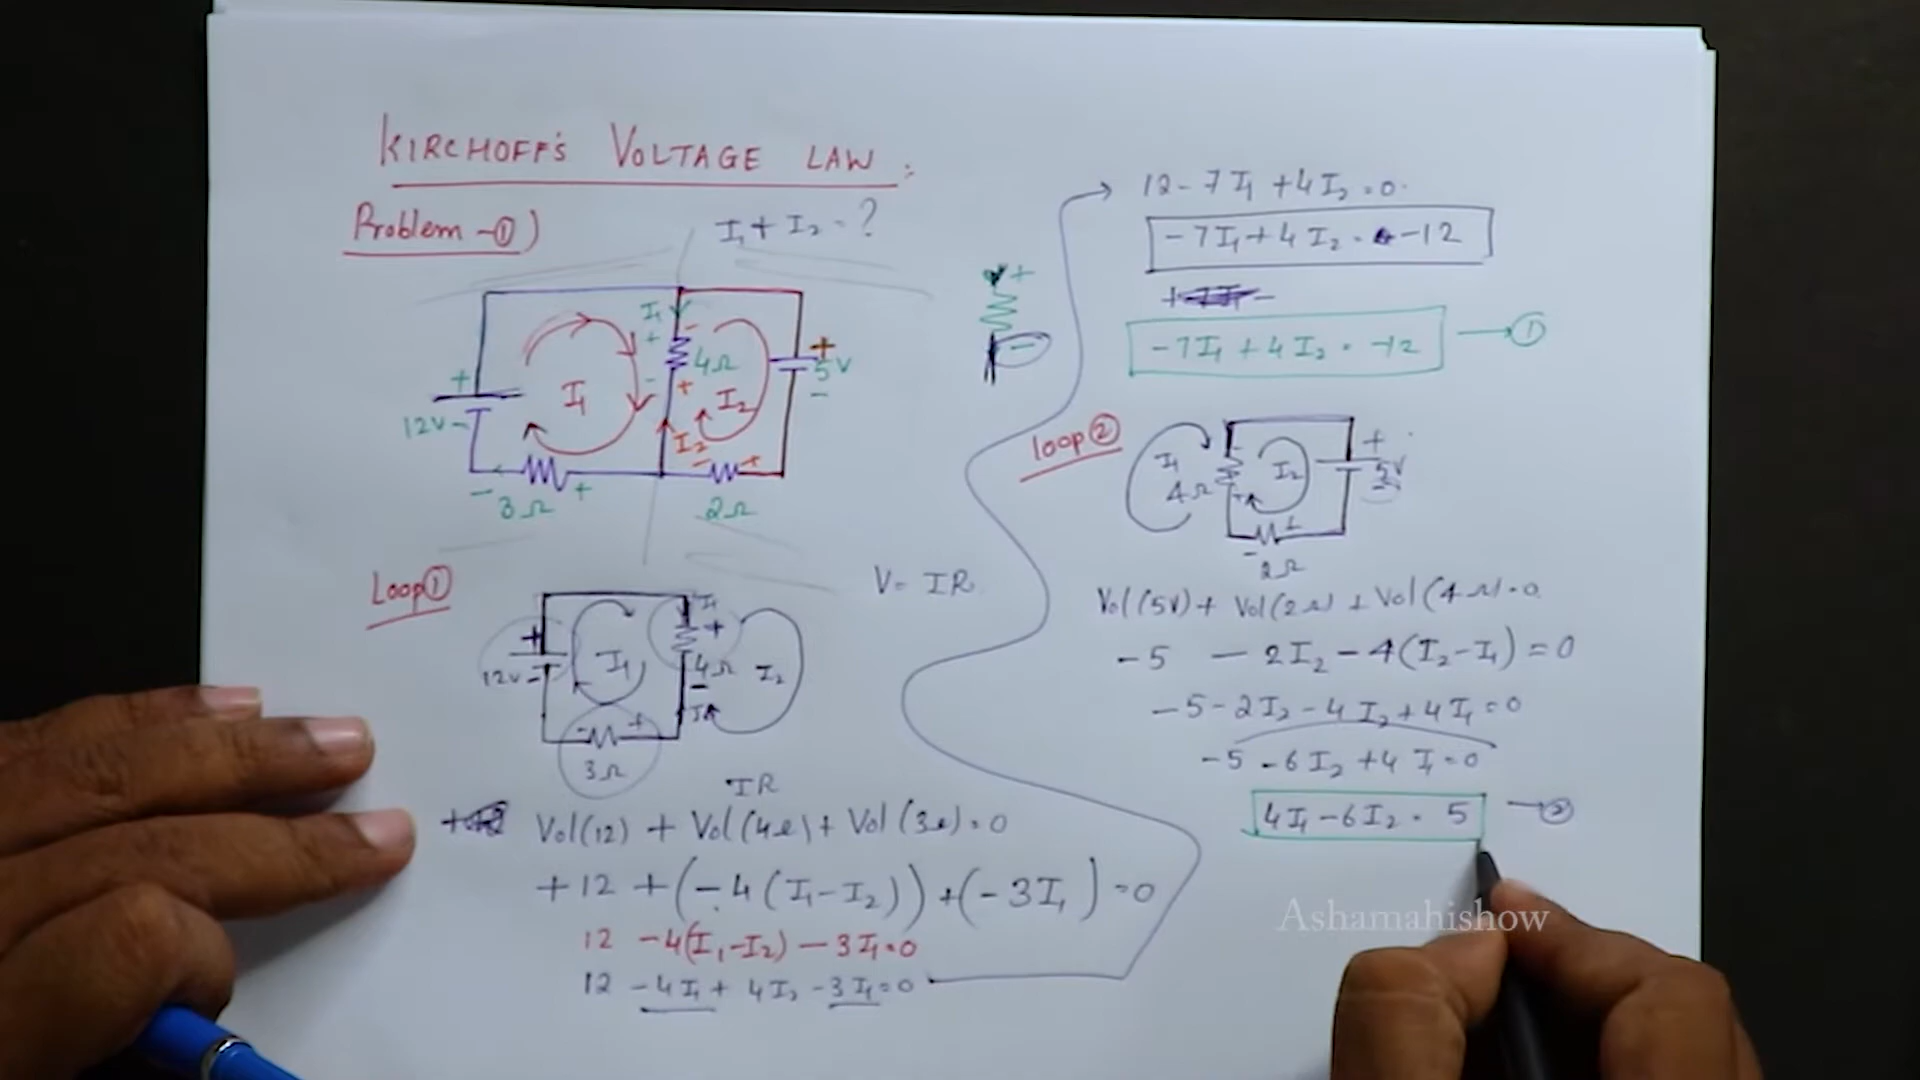 KIRCHOFF'S VOLTAGE LAW :
Problem -①)
I₁ + I₂ = ?
I₁
+
4Ω
-
+
I₁
I₂
I₂
+
12V -
+
5V
-
- 3Ω +
- +
2Ω
Loop①
V = IR
I₁
+
+
12V -
I₁
4Ω
-
I₂
- +
3Ω
IR
Vol(12) + Vol(4Ω) + Vol(3Ω) = 0
+12 + (-4(I₁-I₂)) + (-3I₁) = 0
12 -4(I₁-I₂) - 3I₁ = 0
12 -4I₁ + 4I₂ -3I₁ = 0
+
-
12 - 7I₁ + 4I₂ = 0
-7I₁ + 4I₂ = -12
-7I₁ + 4I₂ = -12 → ①
loop②
I₁
4Ω
I₂
+
5V
- +
2Ω
Vol(5V) + Vol(2Ω) + Vol(4Ω) = 0
-5 - 2I₂ - 4(I₂-I₁) = 0
-5 - 2I₂ - 4I₂ + 4I₁ = 0
-5 - 6I₂ + 4I₁ = 0
4I₁ - 6I₂ = 5 → ②
Ashamahishow